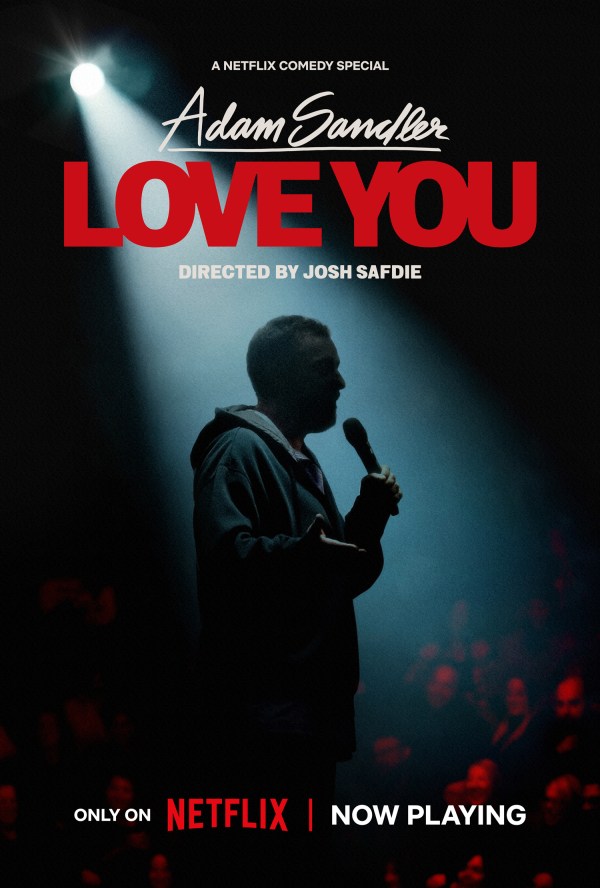 A NETFLIX COMEDY SPECIAL
Adam Sandler
LOVE YOU
DIRECTED BY JOSH SAFDIE
ONLY ON NETFLIX | NOW PLAYING